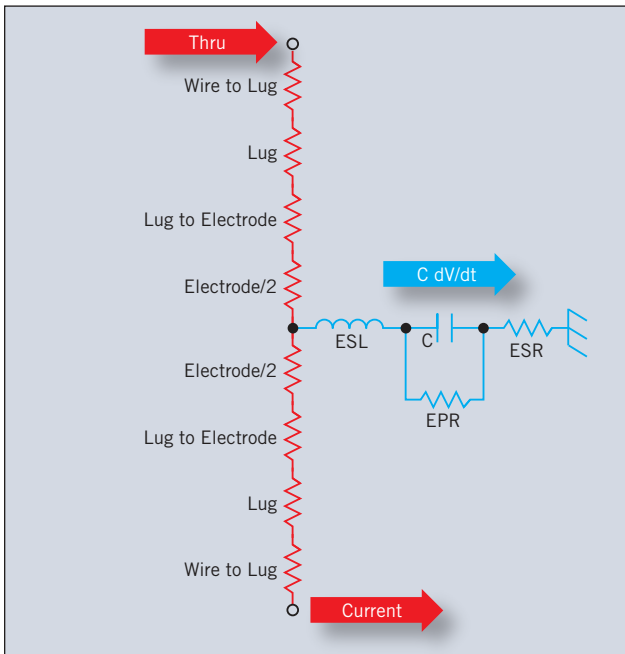 Thru
Wire to Lug
Lug
Lug to Electrode
C dV/dt
Electrode/2
ESL
C
ESR
Electrode/2
EPR
Lug to Electrode
Lug
Wire to Lug
Current